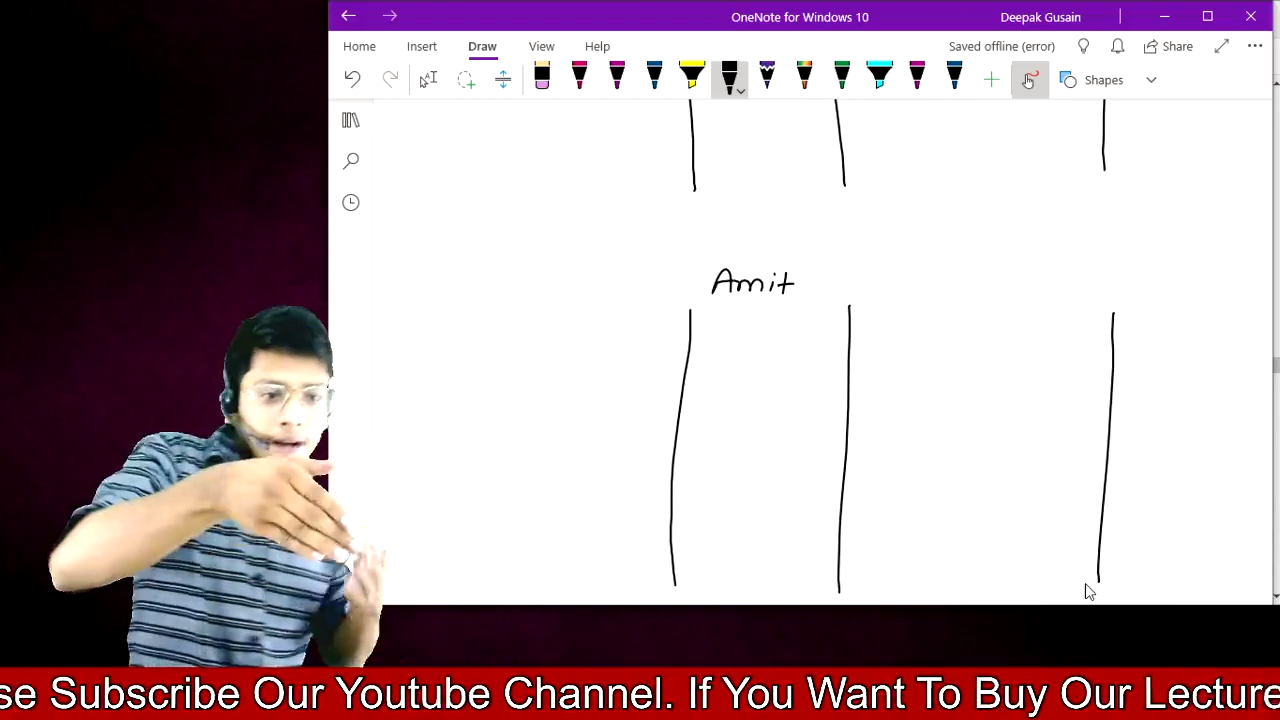 OneNote for Windows 10
Deepak Gusain
Home Insert Draw View Help
Saved offline (error)
Share
Shapes
Amit
se Subscribe Our Youtube Channel. If You Want To Buy Our Lecture